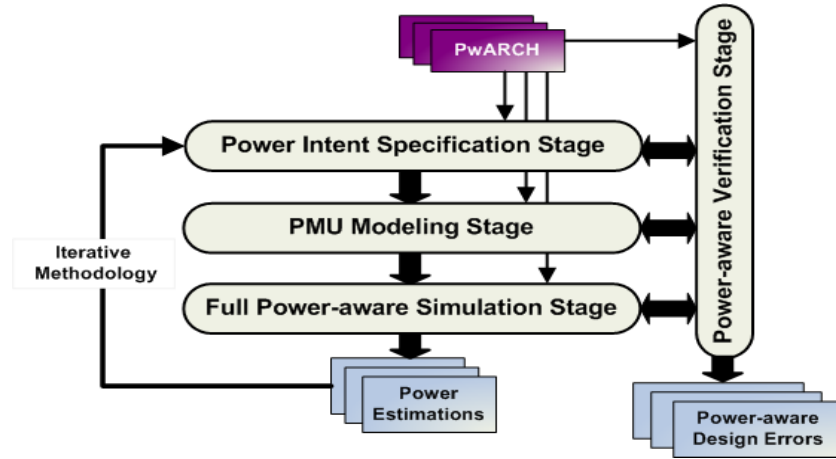 PwARCH
Power Intent Specification Stage
PMU Modeling Stage
Full Power-aware Simulation Stage
Power-aware Verification Stage
Iterative
Methodology
Power
Estimations
Power-aware
Design Errors